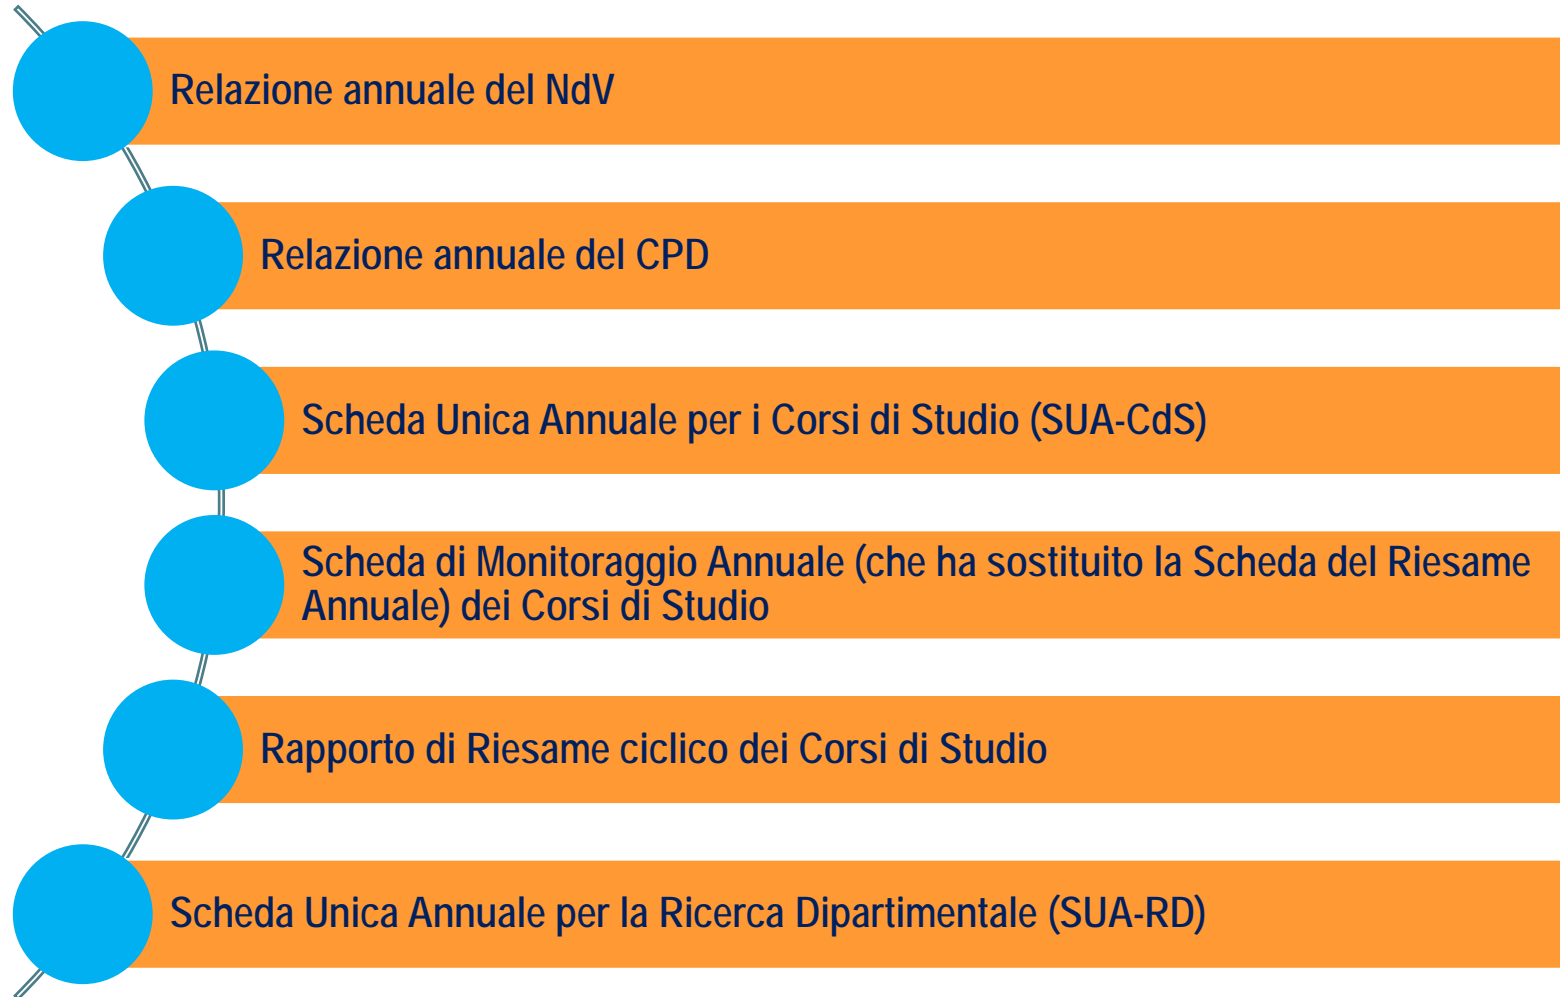 Relazione annuale del NdV
Relazione annuale del CPD
Scheda Unica Annuale per i Corsi di Studio (SUA-CdS)
Scheda di Monitoraggio Annuale (che ha sostituito la Scheda del Riesame
Annuale) dei Corsi di Studio
Rapporto di Riesame ciclico dei Corsi di Studio
Scheda Unica Annuale per la Ricerca Dipartimentale (SUA-RD)